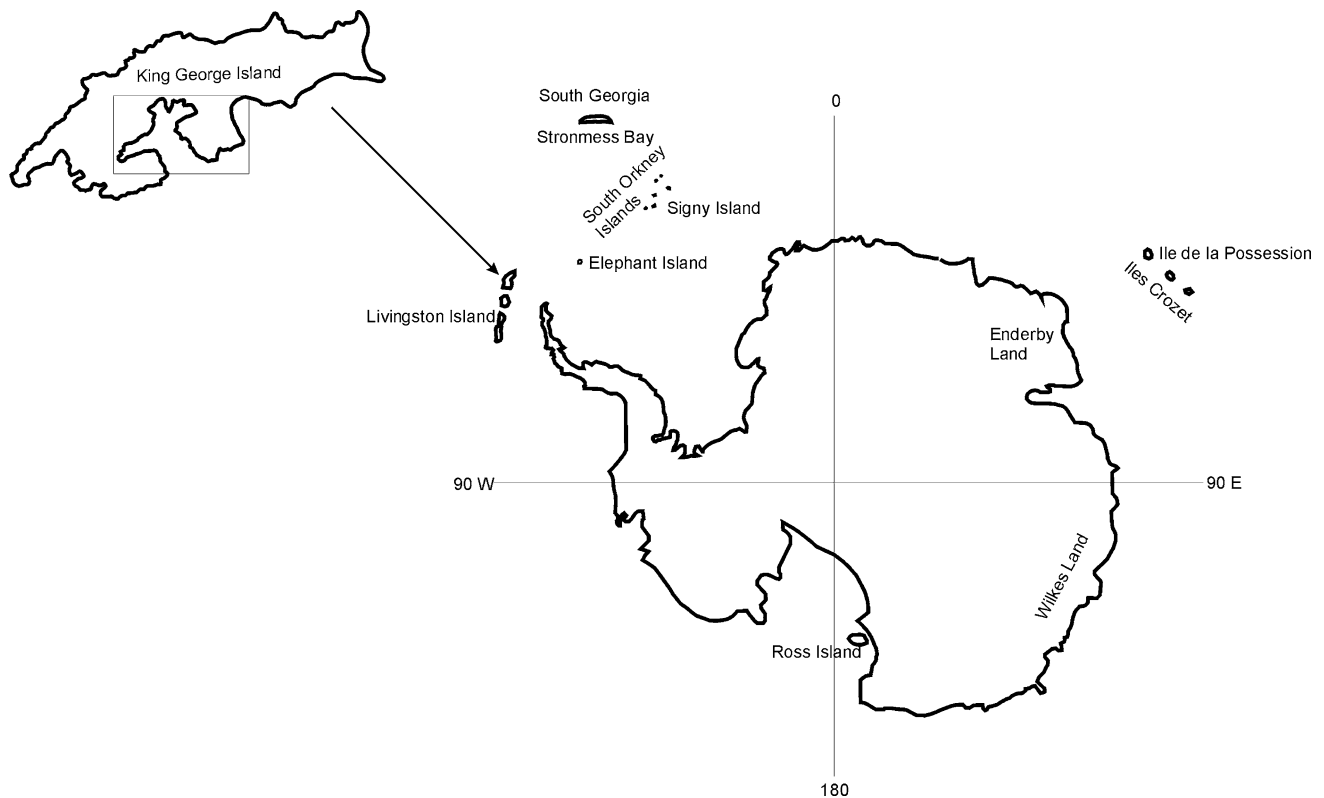 King George Island
South Georgia
Stronmess Bay
0
South Orkney
Islands
Signy Island
Elephant Island
Ile de la Possession
Iles Crozet
Livingston Island
Enderby
Land
90 W
90 E
Wilkes Land
Ross Island
180